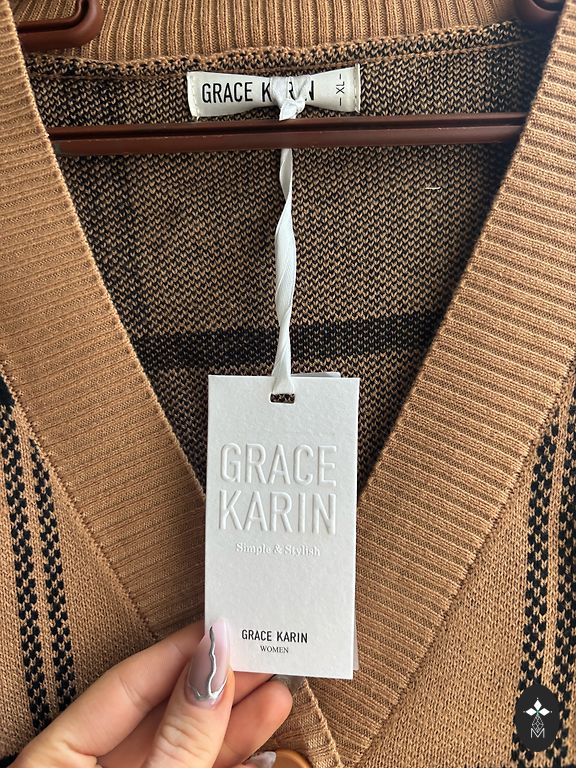 GRACE KARIN
- XL -
GRACE
KARIN
Simple & Stylish
GRACE KARIN
WOMEN